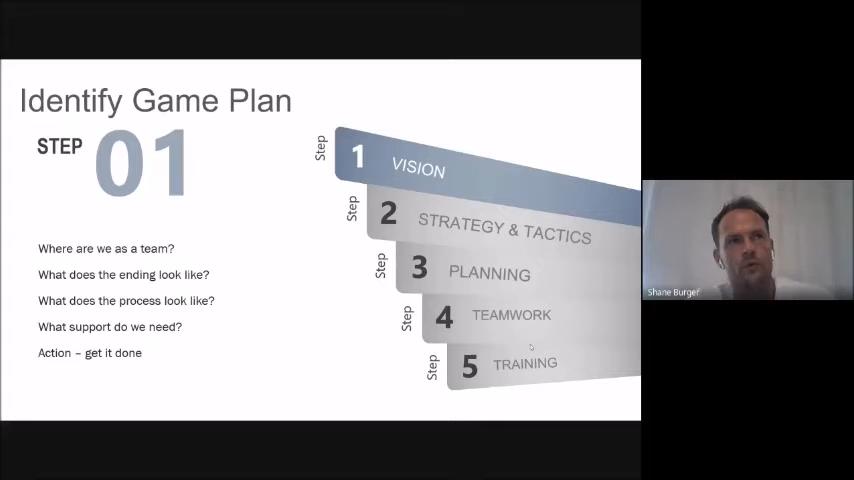 Identify Game Plan
STEP 01
Where are we as a team?
What does the ending look like?
What does the process look like?
What support do we need?
Action – get it done
Step 1 VISION
Step 2 STRATEGY & TACTICS
Step 3 PLANNING
Step 4 TEAMWORK
Step 5 TRAINING
Shane Burger